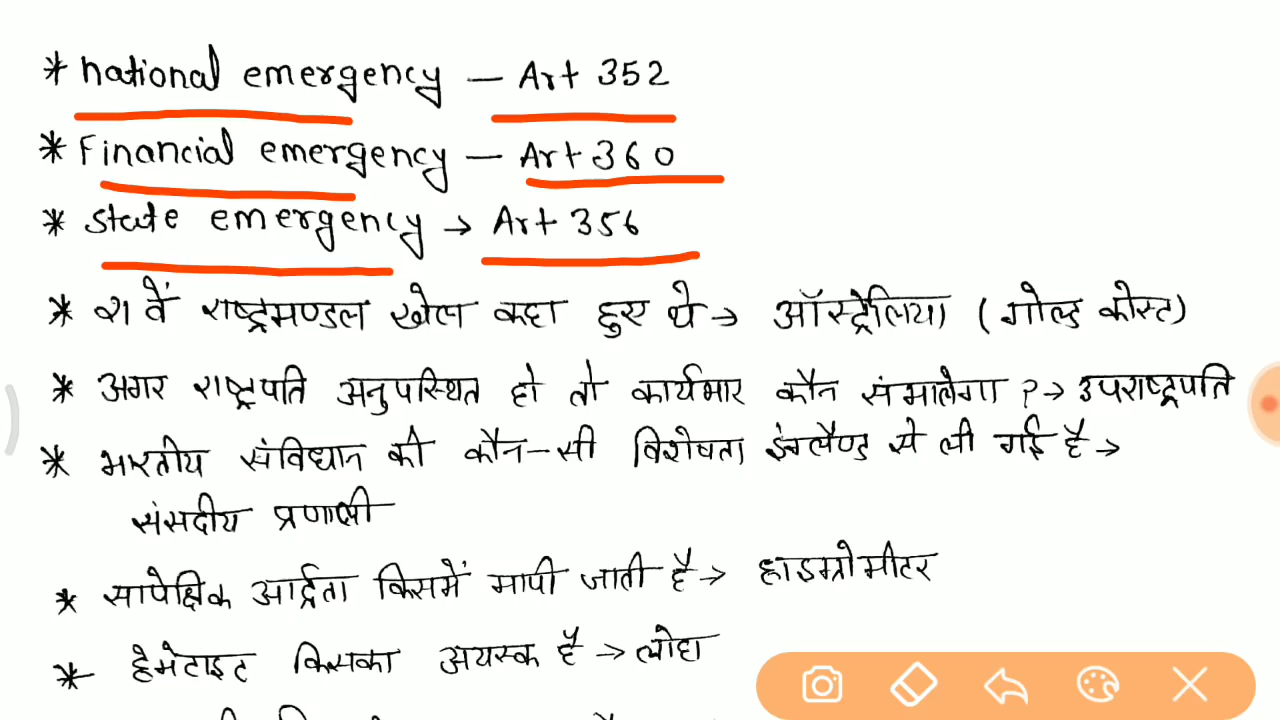 * national emergency — Art 352
* Financial emergency — Art 360
* State emergency → Art 356
* २१ वें राष्ट्रमण्डल खेल कहा हुए थे → ऑस्ट्रेलिया (गोल्ड कोस्ट)
* अगर राष्ट्रपति अनुपस्थित हो तो कार्यभार कौन संभालेगा ? → उपराष्ट्रपति
* भारतीय संविधान की कौन-सी विशेषता इंग्लैण्ड से ली गई है →
संसदीय प्रणाली
* सापेक्षिक आर्द्रता किसमें मापी जाती है → हाइग्रोमीटर
* हेमेटाइट किसका अयस्क है → लोहा